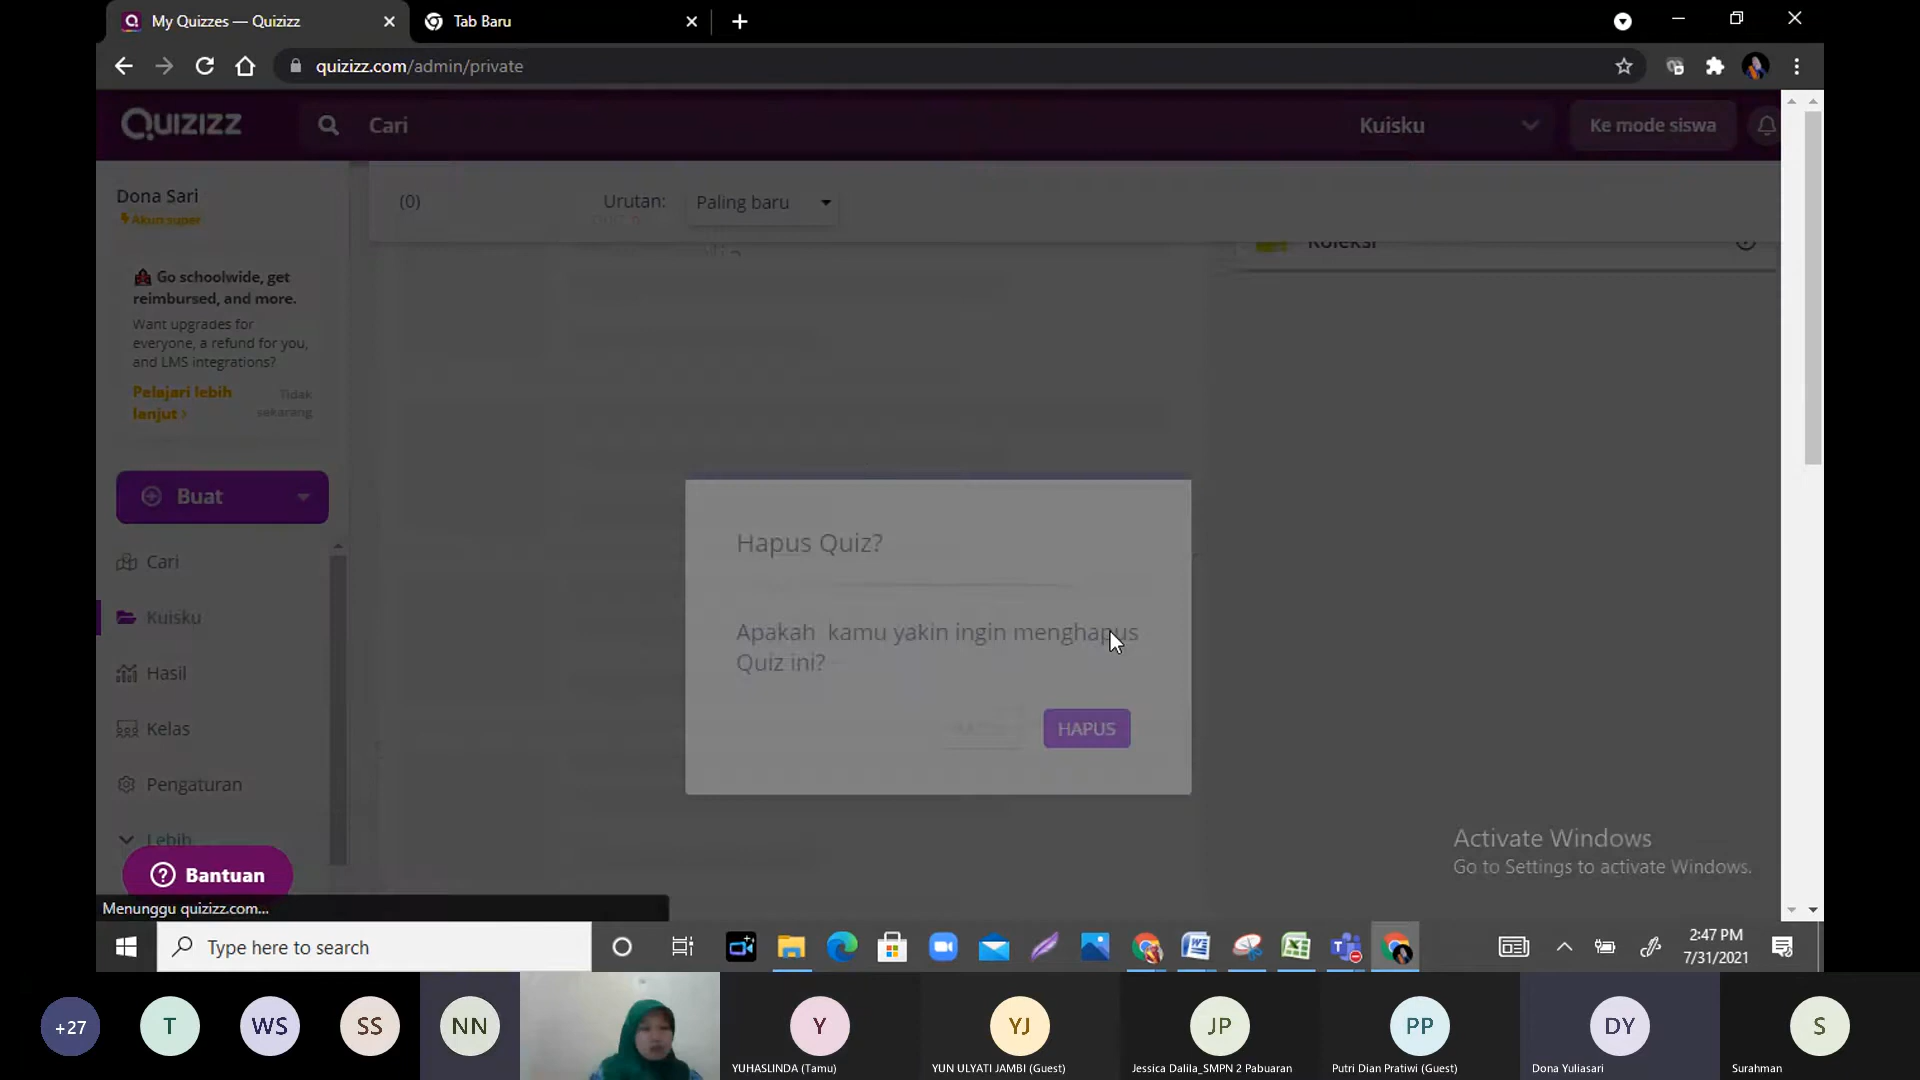 My Quizzes — Quizizz
Tab Baru
quizizz.com/admin/private
Quizizz
Cari
Kuisku
Ke mode siswa
Dona Sari
Akun super
(0)
Urutan:
Paling baru
Koleksi
Go schoolwide, get
reimbursed, and more.
Want upgrades for
everyone, a refund for you,
and LMS integrations?
Pelajari lebih
lanjut ›
Tidak
sekarang
Buat
Cari
Kuisku
Hasil
Kelas
Pengaturan
Lebih
Bantuan
Hapus Quiz?
Apakah kamu yakin ingin menghapus
Quiz ini?
HAPUS
Activate Windows
Go to Settings to activate Windows.
Menunggu quizizz.com...
Type here to search
2:47 PM
7/31/2021
+27
T
WS
SS
NN
Y
YUHASLINDA (Tamu)
YJ
YUN ULYATI JAMBI (Guest)
JP
Jessica Dalila_SMPN 2 Pabuaran
PP
Putri Dian Pratiwi (Guest)
DY
Dona Yuliasari
S
Surahman